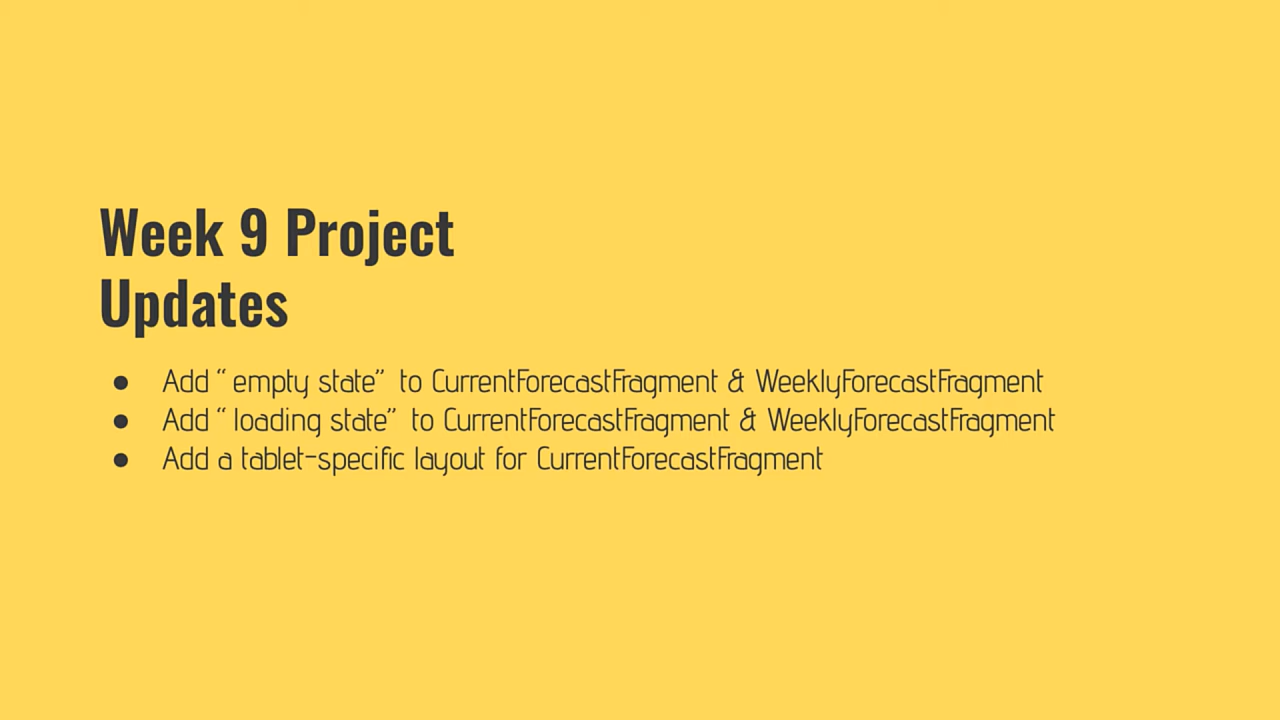 Week 9 Project
Updates
● Add “empty state” to CurrentForecastFragment & WeeklyForecastFragment
● Add “loading state” to CurrentForecastFragment & WeeklyForecastFragment
● Add a tablet-specific layout for CurrentForecastFragment